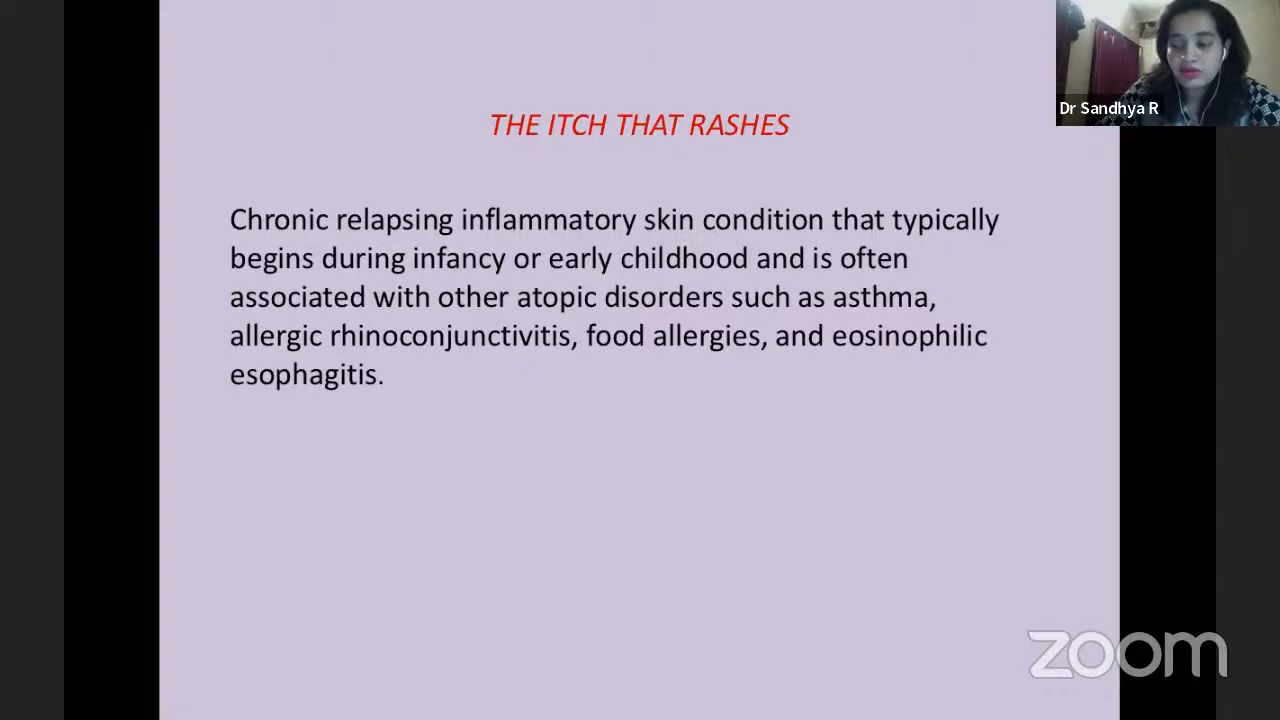 THE ITCH THAT RASHES
Dr Sandhya R
Chronic relapsing inflammatory skin condition that typically
begins during infancy or early childhood and is often
associated with other atopic disorders such as asthma,
allergic rhinoconjunctivitis, food allergies, and eosinophilic
esophagitis.
zoom